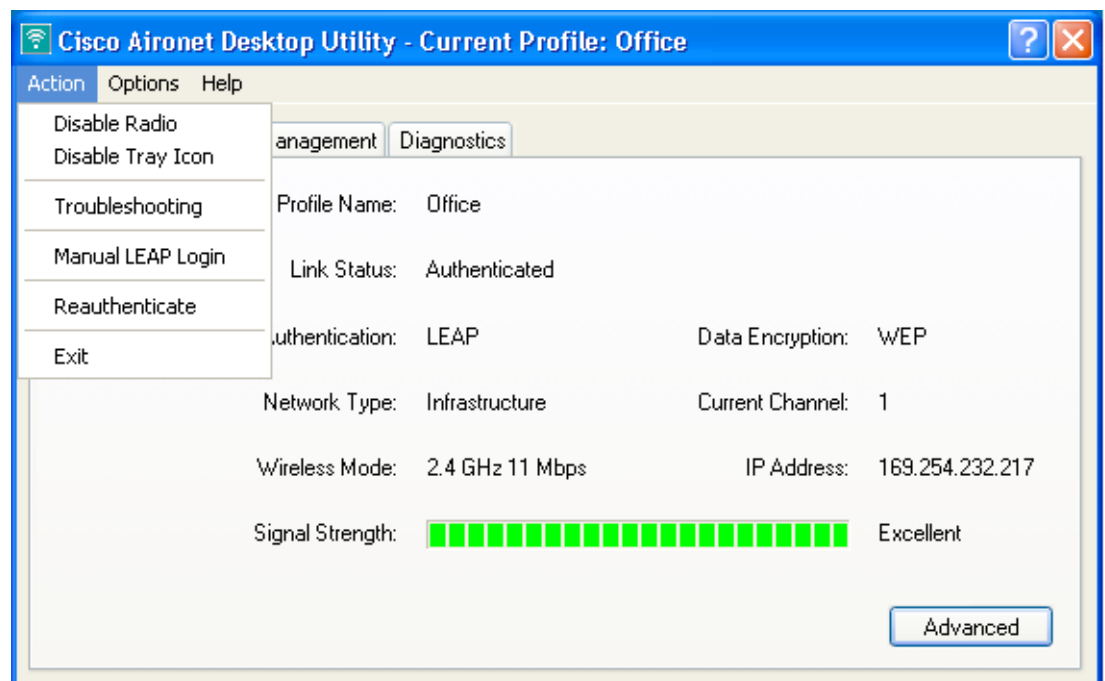 Cisco Aironet Desktop Utility - Current Profile: Office
Action Options Help
Disable Radio
Disable Tray Icon
Troubleshooting
Manual LEAP Login
Reauthenticate
Exit
anagement Diagnostics
Profile Name: Office
Link Status: Authenticated
uthentication: LEAP Data Encryption: WEP
Network Type: Infrastructure Current Channel: 1
Wireless Mode: 2.4 GHz 11 Mbps IP Address: 169.254.232.217
Signal Strength: Excellent
Advanced